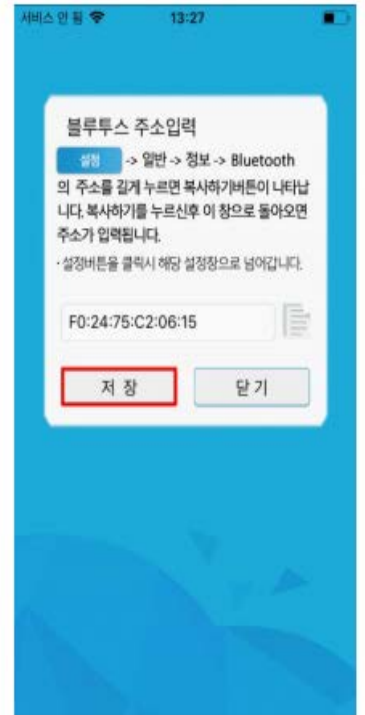 서비스 안 됨 13:27
블루투스 주소입력
설정 -> 일반 -> 정보 -> Bluetooth
의 주소를 길게 누르면 복사하기버튼이 나타납
니다. 복사하기를 누르신후 이 창으로 돌아오면
주소가 입력됩니다.
· 설정버튼을 클릭시 해당 설정창으로 넘어갑니다.
F0:24:75:C2:06:15
저 장 닫 기